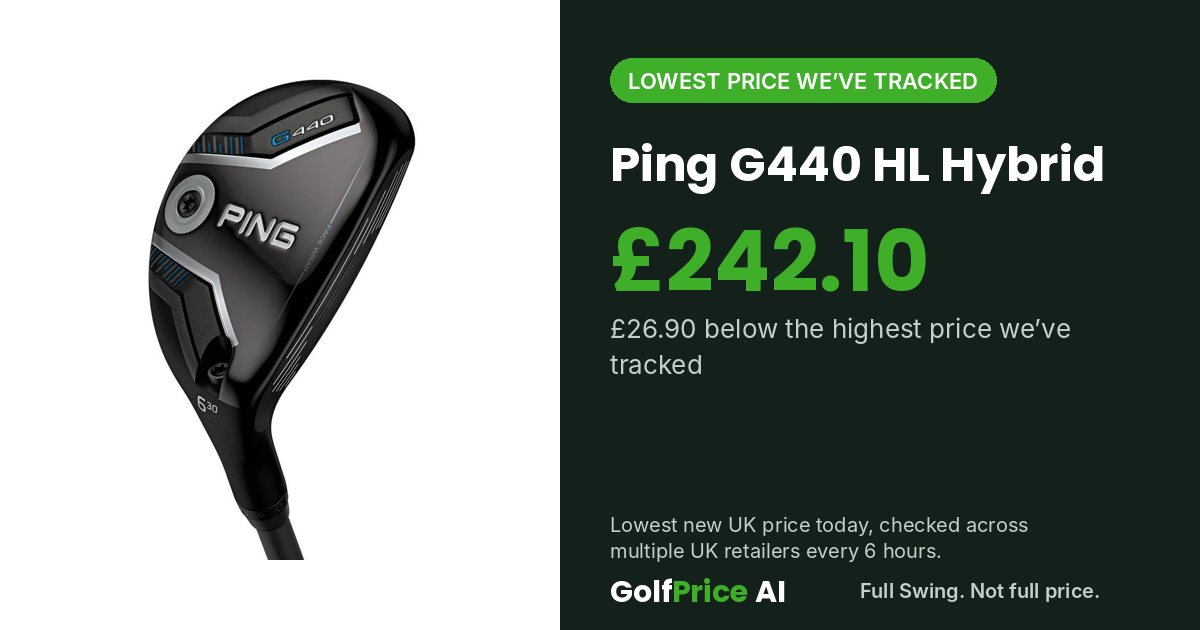 G440
PING
FACE WRAP
6 30
LOWEST PRICE WE’VE TRACKED
Ping G440 HL Hybrid
£242.10
£26.90 below the highest price we’ve
tracked
Lowest new UK price today, checked across
multiple UK retailers every 6 hours.
GolfPrice AI
Full Swing. Not full price.